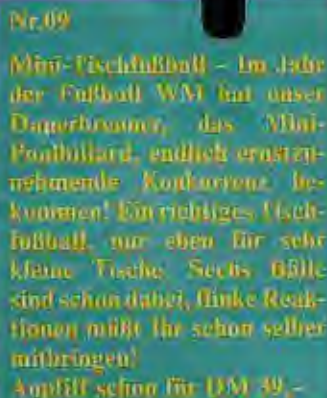 Nr.09
Mini-Tischfußball – Im Jahr
der Fußball WM hat unser
Dauerbrenner, das Mini-
Poolbillard, endlich ernstzu-
nehmende Konkurrenz be-
kommen! Ein richtiges Tisch-
fußball, nur eben für sehr
kleine Tische. Sechs Bälle
sind schon dabei, flinke Reak-
tionen müßt Ihr schon selber
mitbringen!
Anpfiff schon für DM 39,–